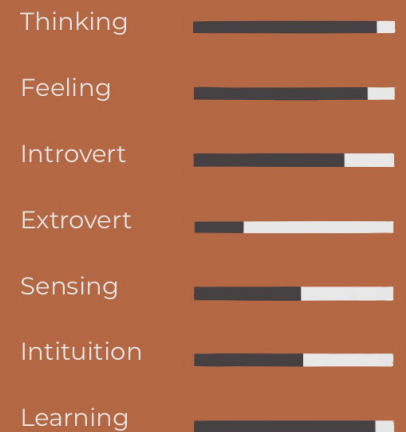 Thinking
Feeling
Introvert
Extrovert
Sensing
Intituition
Learning